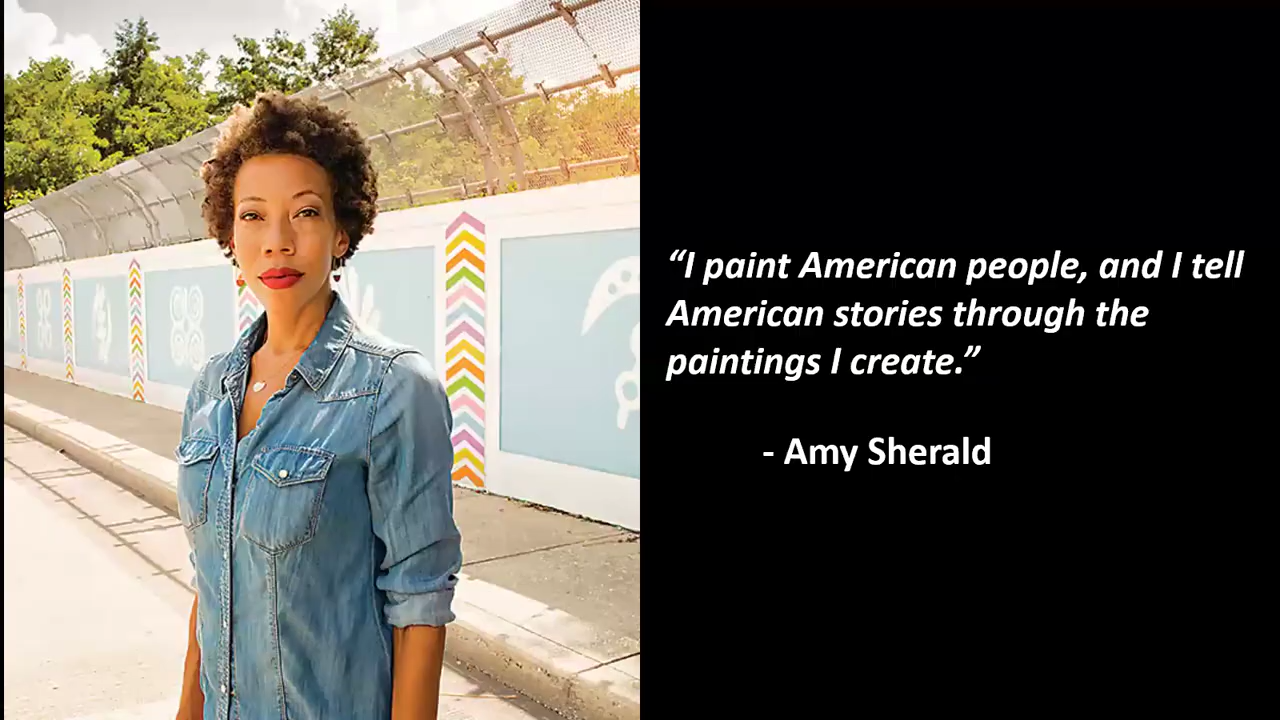 “I paint American people, and I tell
American stories through the
paintings I create.”
- Amy Sherald